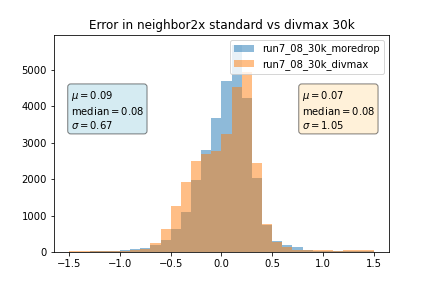 Error in neighbor2x standard vs divmax 30k
run7_08_30k_moredrop
run7_08_30k_divmax
μ = 0.09
median = 0.08
σ = 0.67
μ = 0.07
median = 0.08
σ = 1.05
5000
4000
3000
2000
1000
0
−1.5 −1.0 −0.5 0.0 0.5 1.0 1.5